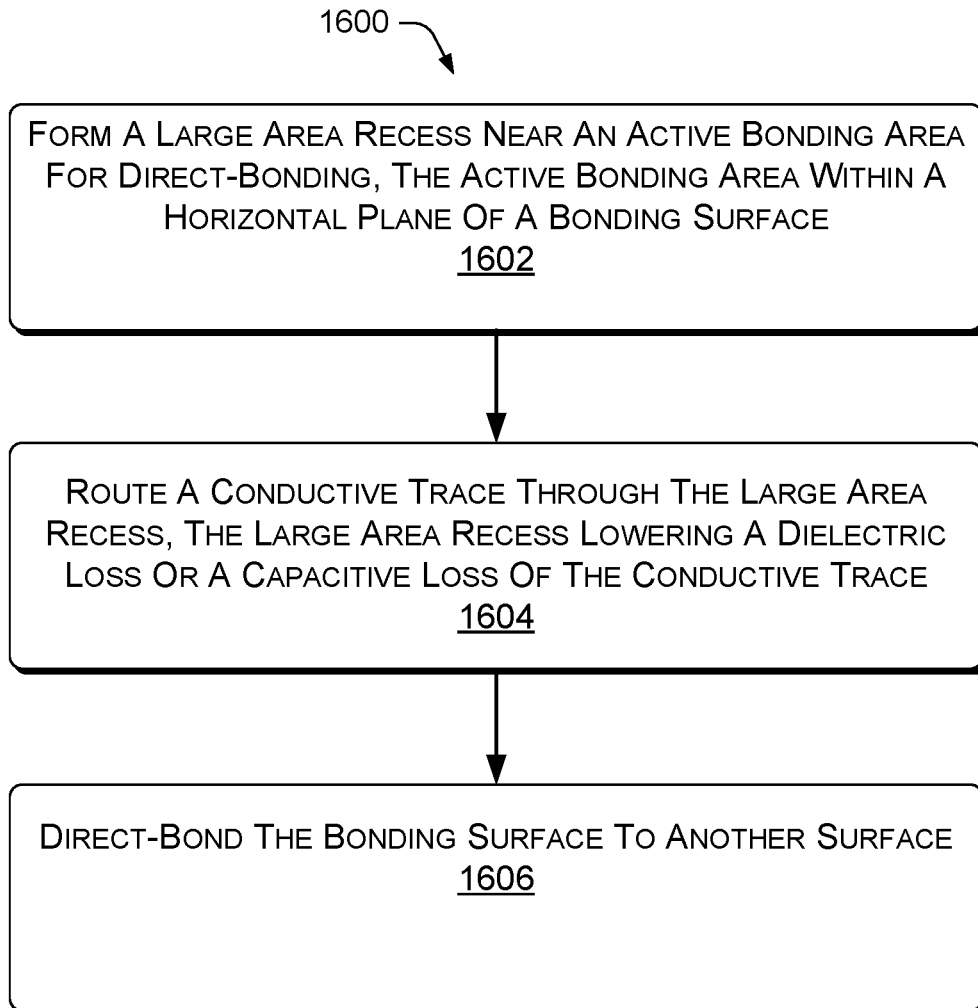 1600
FORM A LARGE AREA RECESS NEAR AN ACTIVE BONDING AREA
FOR DIRECT-BONDING, THE ACTIVE BONDING AREA WITHIN A
HORIZONTAL PLANE OF A BONDING SURFACE
1602
ROUTE A CONDUCTIVE TRACE THROUGH THE LARGE AREA
RECESS, THE LARGE AREA RECESS LOWERING A DIELECTRIC
LOSS OR A CAPACITIVE LOSS OF THE CONDUCTIVE TRACE
1604
DIRECT-BOND THE BONDING SURFACE TO ANOTHER SURFACE
1606